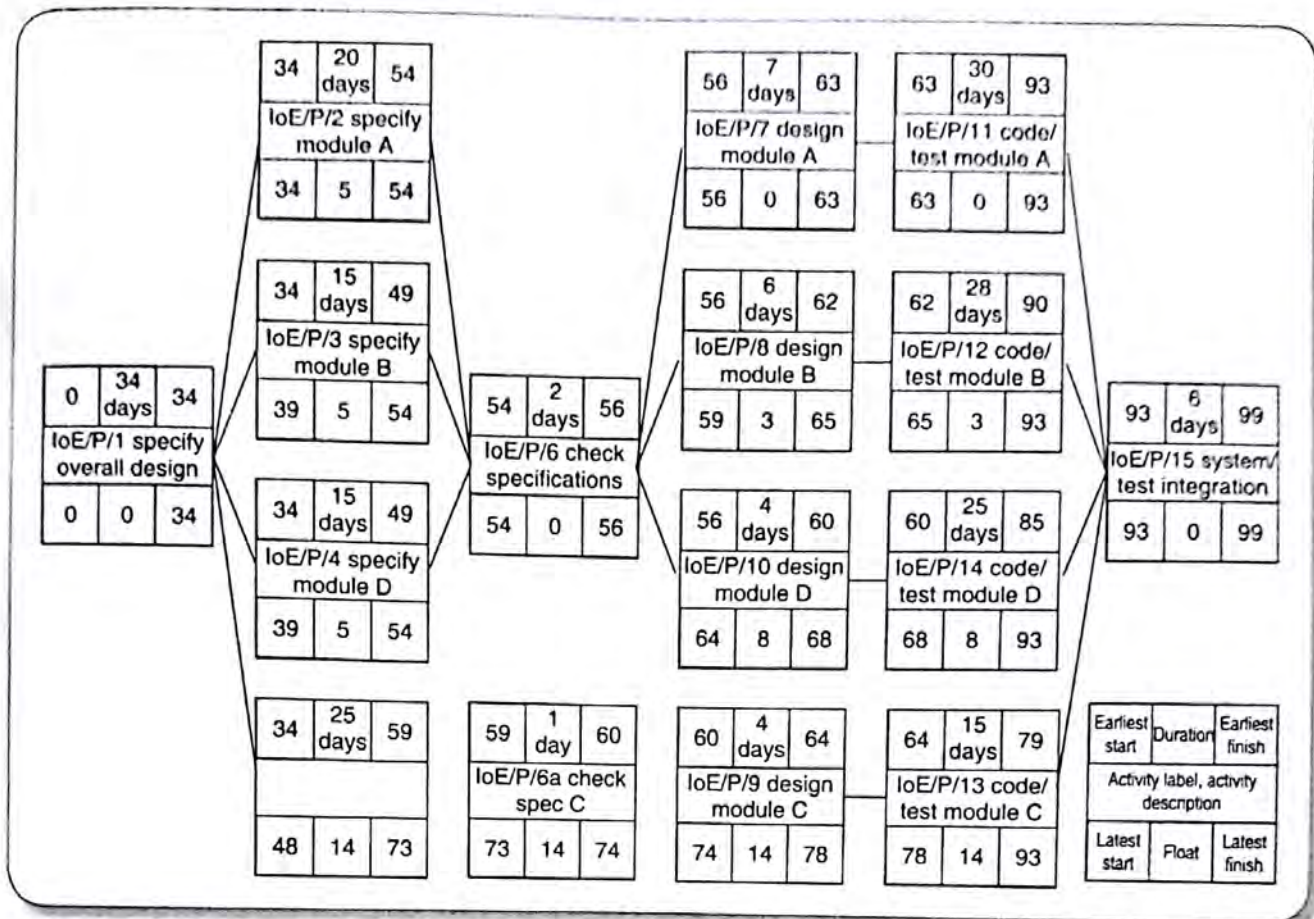 34 20 days 54
IoE/P/2 specify
module A
34 5 54
56 7 days 63
IoE/P/7 design
module A
56 0 63
63 30 days 93
IoE/P/11 code/
test module A
63 0 93
34 15 days 49
IoE/P/3 specify
module B
39 5 54
56 6 days 62
IoE/P/8 design
module B
59 3 65
62 28 days 90
IoE/P/12 code/
test module B
65 3 93
0 34 days 34
IoE/P/1 specify
overall design
0 0 34
54 2 days 56
IoE/P/6 check
specifications
54 0 56
93 6 days 99
IoE/P/15 system/
test integration
93 0 99
34 15 days 49
IoE/P/4 specify
module D
39 5 54
56 4 days 60
IoE/P/10 design
module D
64 8 68
60 25 days 85
IoE/P/14 code/
test module D
68 8 93
34 25 days 59
48 14 73
59 1 day 60
IoE/P/6a check
spec C
73 14 74
60 4 days 64
IoE/P/9 design
module C
74 14 78
64 15 days 79
IoE/P/13 code/
test module C
78 14 93
Earliest start Duration Earliest finish
Activity label, activity
description
Latest start Float Latest finish